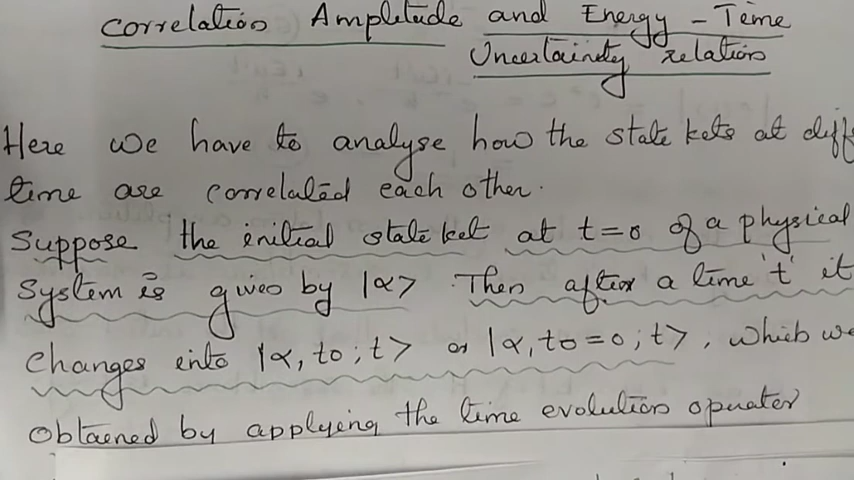 Correlation Amplitude and Energy - Time
Uncertainty relation
Here we have to analyse how the state kets at diffe
time are correlated each other.
Suppose the initial state ket at t=0 of a physical
System is given by |α> . Then after a time 't' it
changes into |α, to ; t> or |α, to = 0 ; t> , which we
obtained by applying the time evolution operator